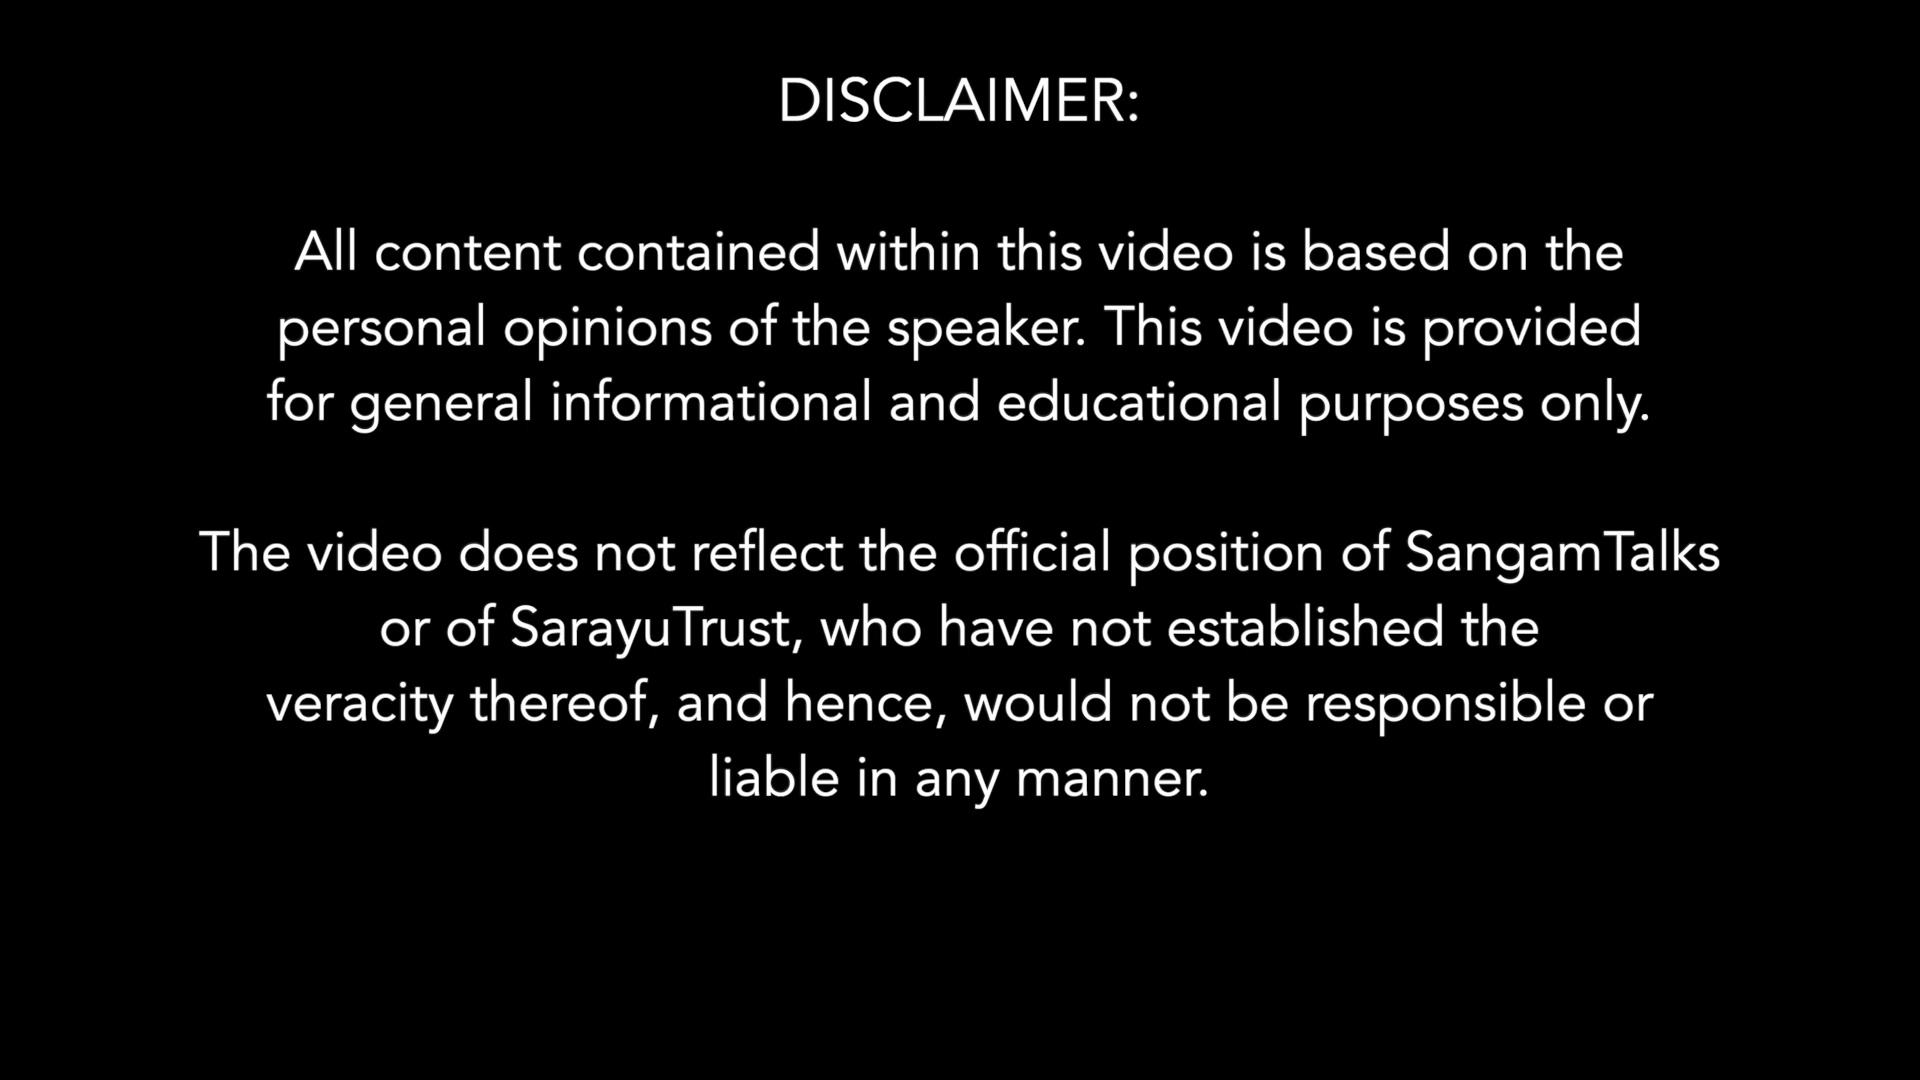 DISCLAIMER:
All content contained within this video is based on the
personal opinions of the speaker. This video is provided
for general informational and educational purposes only.
The video does not reflect the official position of SangamTalks
or of SarayuTrust, who have not established the
veracity thereof, and hence, would not be responsible or
liable in any manner.